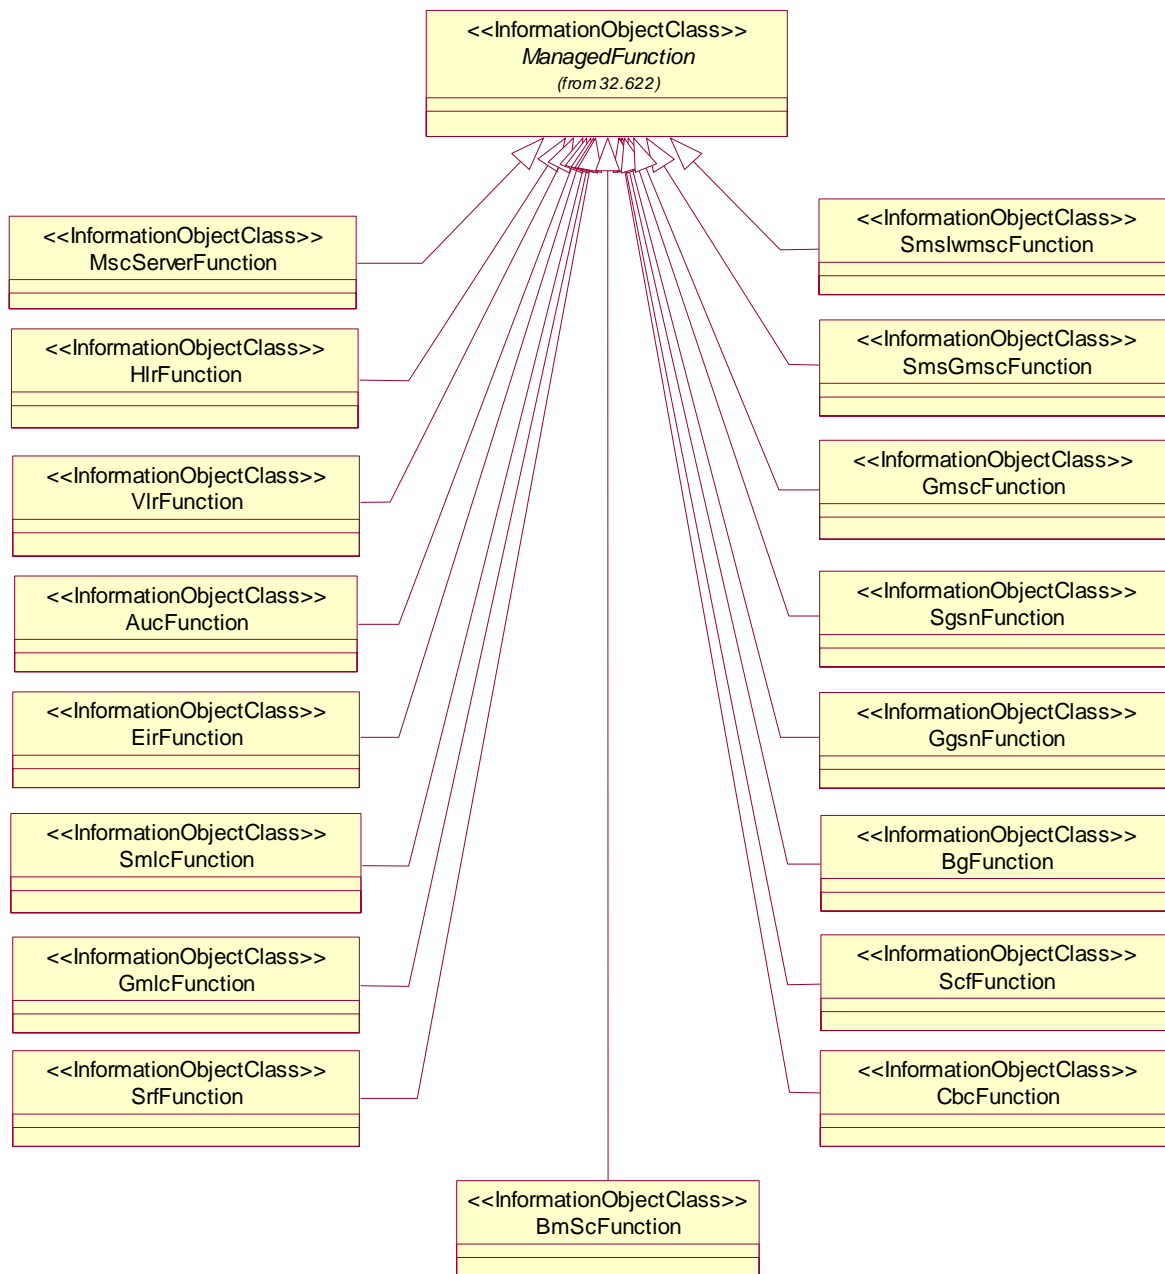 <<InformationObjectClass>>
ManagedFunction
(from 32.622)
<<InformationObjectClass>>
MscServerFunction
<<InformationObjectClass>>
HlrFunction
<<InformationObjectClass>>
VlrFunction
<<InformationObjectClass>>
AucFunction
<<InformationObjectClass>>
EirFunction
<<InformationObjectClass>>
SmlcFunction
<<InformationObjectClass>>
GmlcFunction
<<InformationObjectClass>>
SrfFunction
<<InformationObjectClass>>
SmsIwmscFunction
<<InformationObjectClass>>
SmsGmscFunction
<<InformationObjectClass>>
GmscFunction
<<InformationObjectClass>>
SgsnFunction
<<InformationObjectClass>>
GgsnFunction
<<InformationObjectClass>>
BgFunction
<<InformationObjectClass>>
ScfFunction
<<InformationObjectClass>>
CbcFunction
<<InformationObjectClass>>
BmScFunction